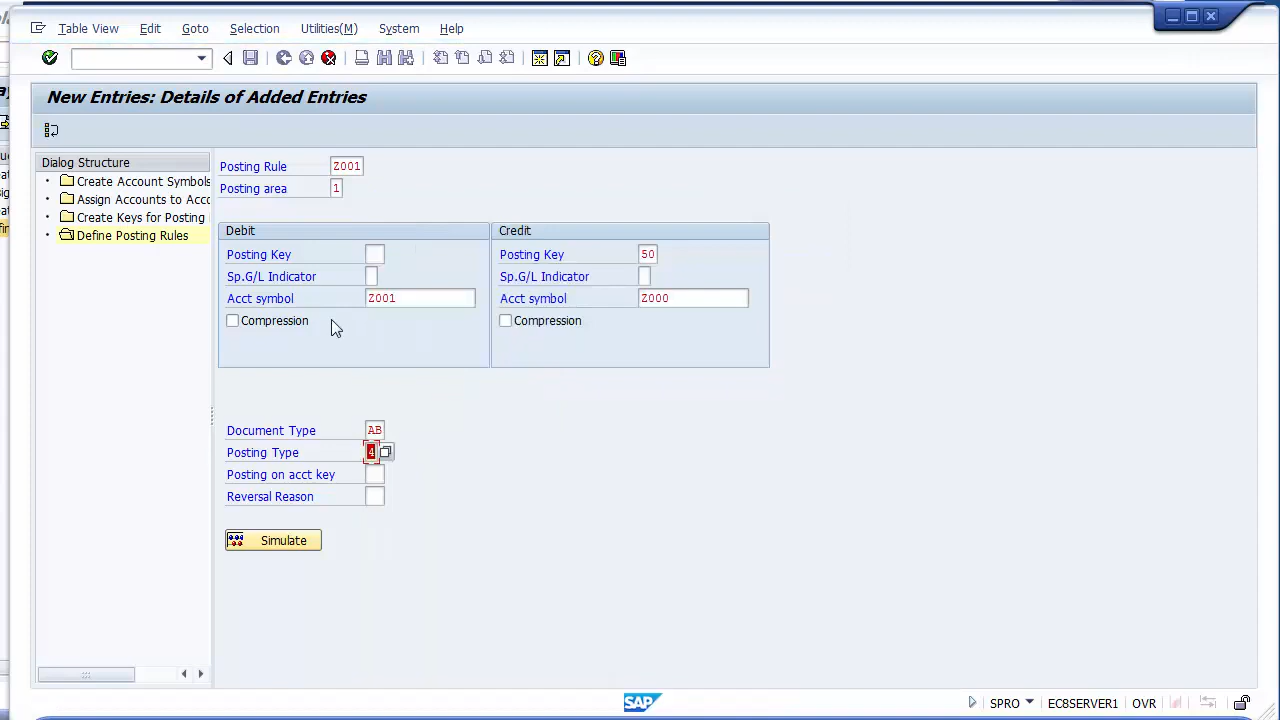 Table View Edit Goto Selection Utilities(M) System Help
New Entries: Details of Added Entries
Dialog Structure
Create Account Symbols
Assign Accounts to Acco
Create Keys for Posting
Define Posting Rules
Posting Rule Z001
Posting area 1
Debit
Posting Key
Sp.G/L Indicator
Acct symbol Z001
Compression
Credit
Posting Key 50
Sp.G/L Indicator
Acct symbol Z000
Compression
Document Type AB
Posting Type 4
Posting on acct key
Reversal Reason
Simulate
SAP
SPRO EC8SERVER1 OVR